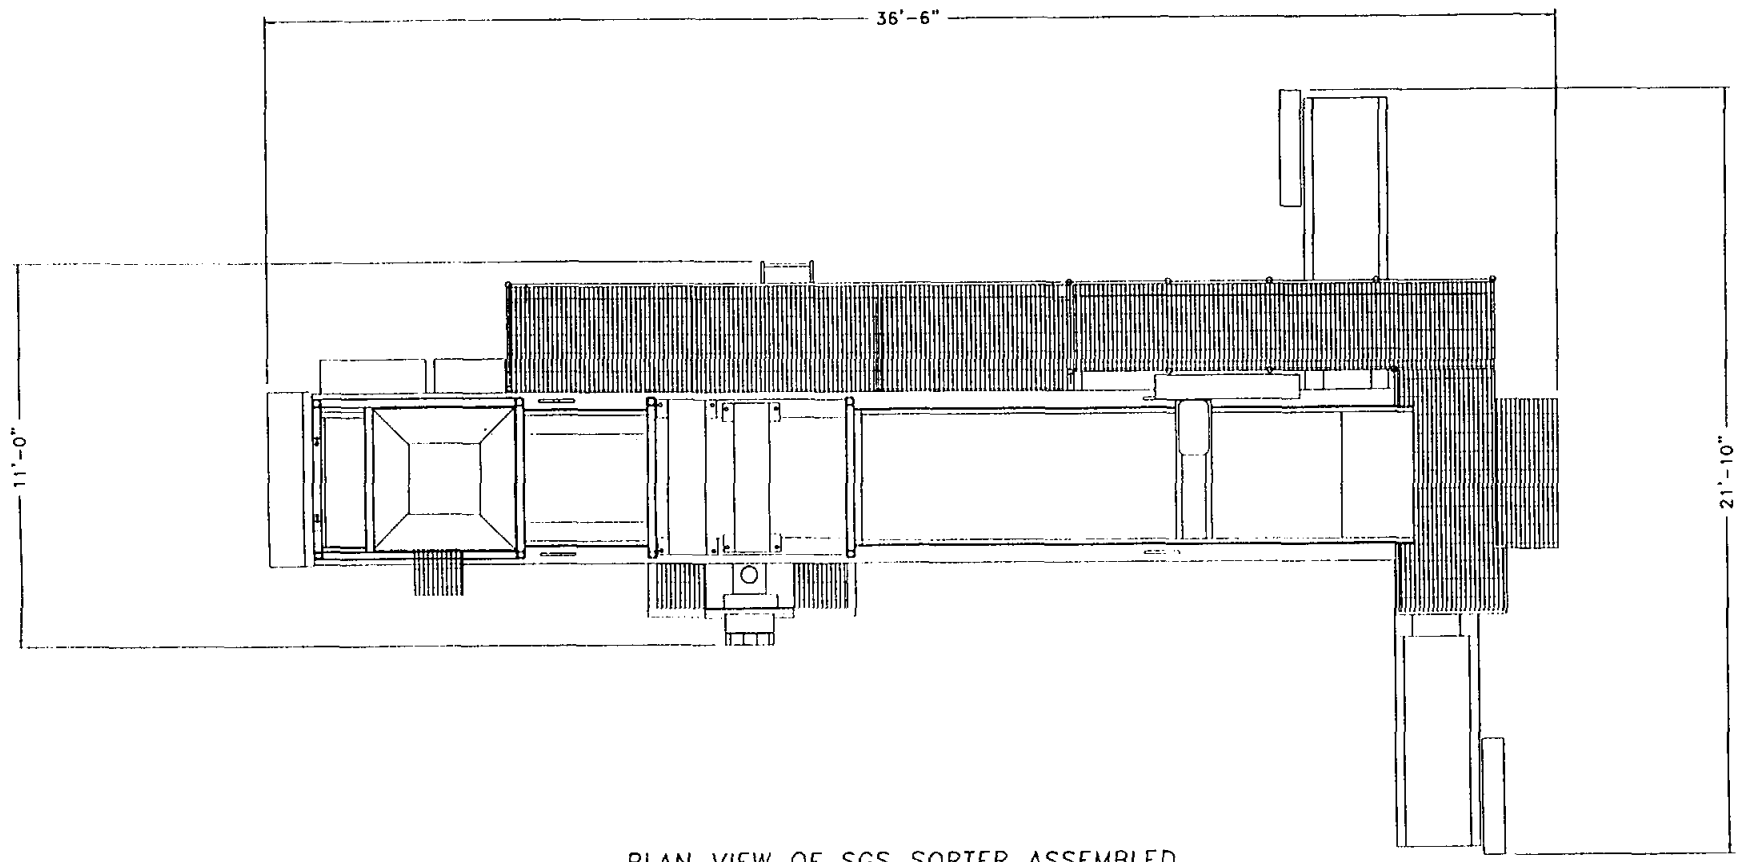 36'-6"
11'-0"
21'-10"
PLAN VIEW OF SGS SORTER ASSEMBLED